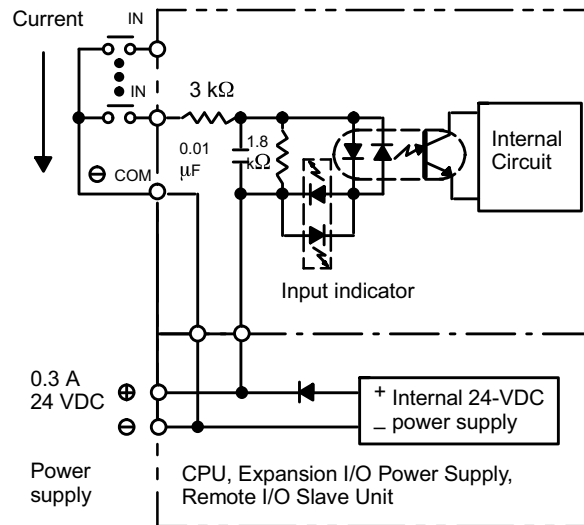 Current
IN
IN
3 kΩ
0.01
µF
1.8
kΩ
⊖ COM
Internal
Circuit
Input indicator
0.3 A
24 VDC
⊕
⊖
+ Internal 24-VDC
– power supply
Power
supply
CPU, Expansion I/O Power Supply,
Remote I/O Slave Unit